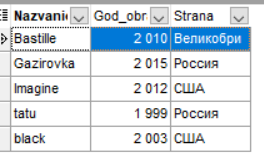 Nazvani God_obr Strana
Bastille 2 010 Великобри
Gazirovka 2 015 Россия
Imagine 2 012 США
tatu 1 999 Россия
black 2 003 США